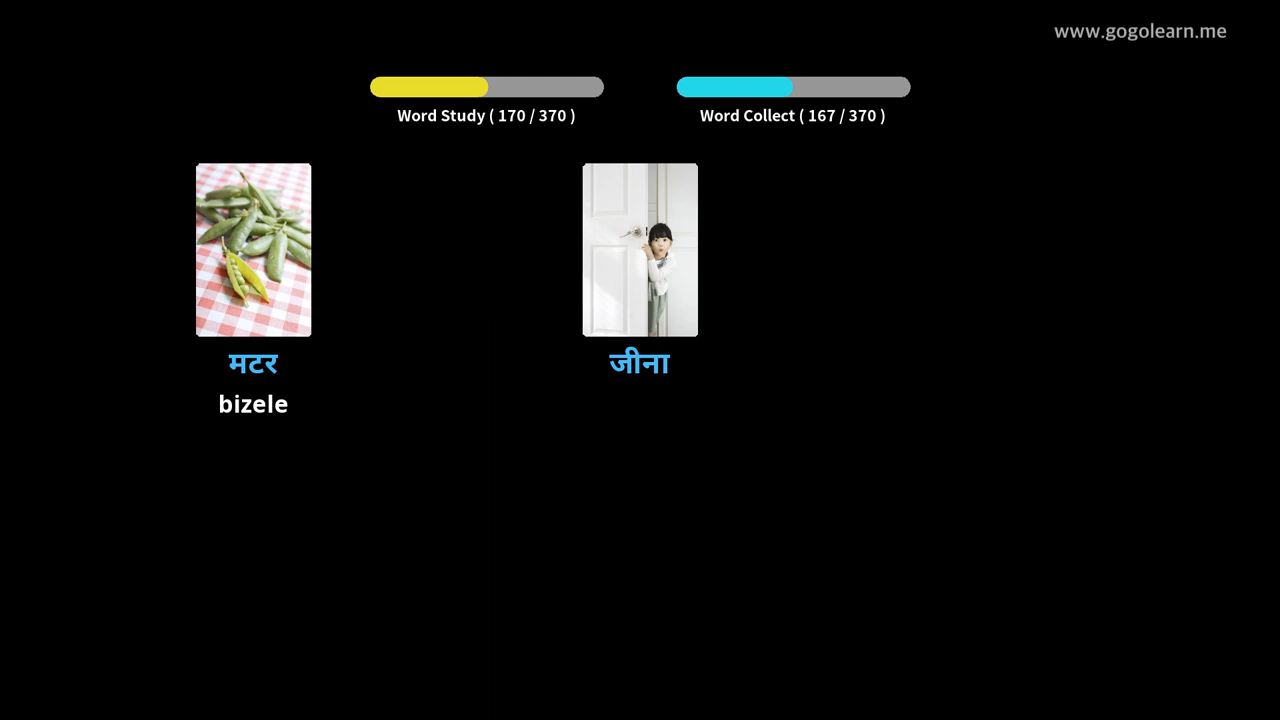 www.gogolearn.me
Word Study ( 170 / 370 )
Word Collect ( 167 / 370 )
मटर
bizele
जीना